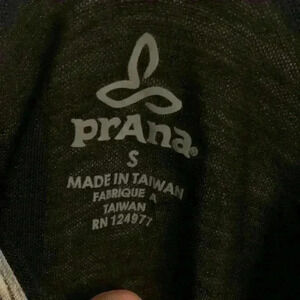 prAna
S
MADE IN TAIWAN
FABRIQUE A
TAIWAN
RN 124977